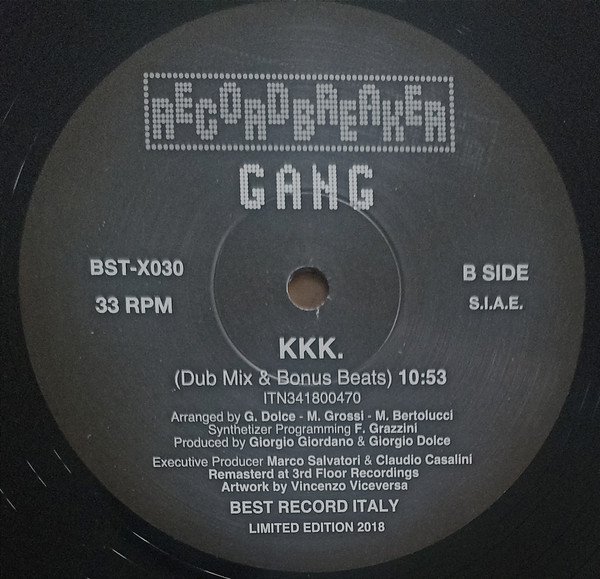 RECORDBREAKER
GANG
BST-X030
B SIDE
33 RPM
S.I.A.E.
KKK.
(Dub Mix & Bonus Beats) 10:53
ITN341800470
Arranged by G. Dolce - M. Grossi - M. Bertolucci
Synthetizer Programming F. Grazzini
Produced by Giorgio Giordano & Giorgio Dolce
Executive Producer Marco Salvatori & Claudio Casalini
Remasterd at 3rd Floor Recordings
Artwork by Vincenzo Viceversa
BEST RECORD ITALY
LIMITED EDITION 2018